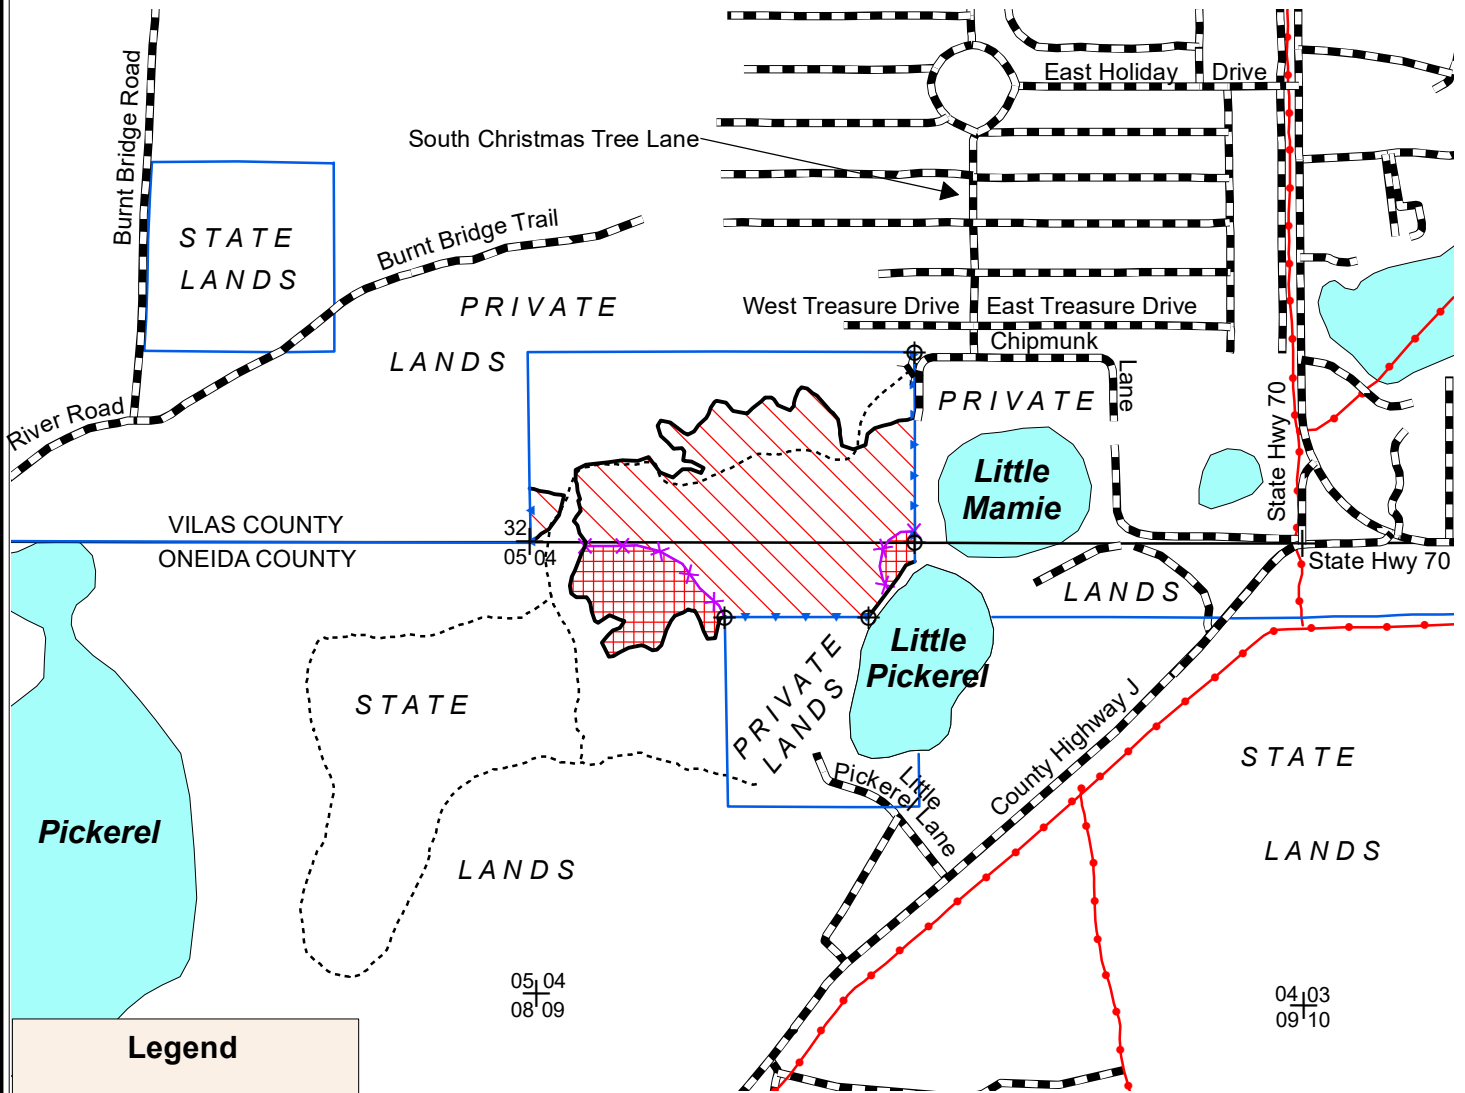 Burnt Bridge Road
East Holiday Drive
South Christmas Tree Lane
STATE
LANDS
Burnt Bridge Trail
PRIVATE
LANDS
West Treasure Drive
East Treasure Drive
Chipmunk
Lane
PRIVATE
State Hwy 70
River Road
Little
Mamie
VILAS COUNTY
ONEIDA COUNTY
32
05 04
State Hwy 70
LANDS
Little
Pickerel
PRIVATE
LANDS
STATE
LANDS
County Highway J
STATE
LANDS
Little
Pickerel Lane
Pickerel
05 04
08 09
04 03
09 10
Legend